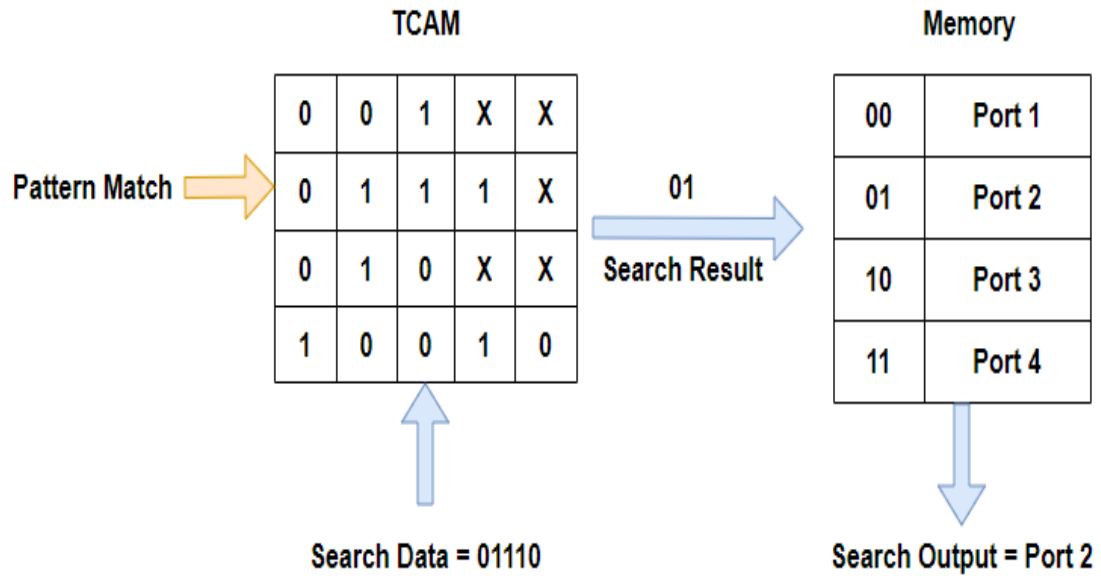 TCAM
Memory
0 0 1 X X
00 Port 1
Pattern Match
0 1 1 1 X
01
01 Port 2
Search Result
0 1 0 X X
10 Port 3
1 0 0 1 0
11 Port 4
Search Data = 01110
Search Output = Port 2